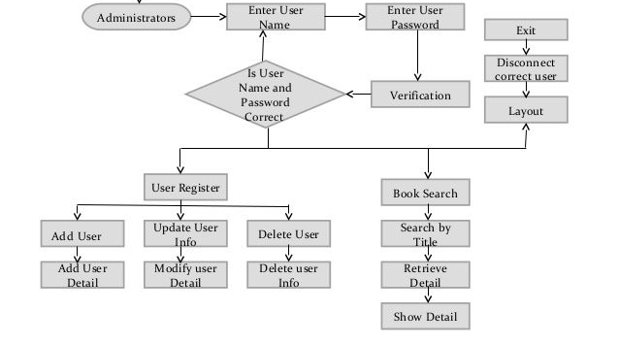 Administrators
Enter User
Name
Enter User
Password
Exit
Disconnect
correct user
Layout
Is User
Name and
Password
Correct
Verification
User Register
Book Search
Add User
Update User
Info
Delete User
Search by
Title
Add User
Detail
Modify user
Detail
Delete user
Info
Retrieve
Detail
Show Detail